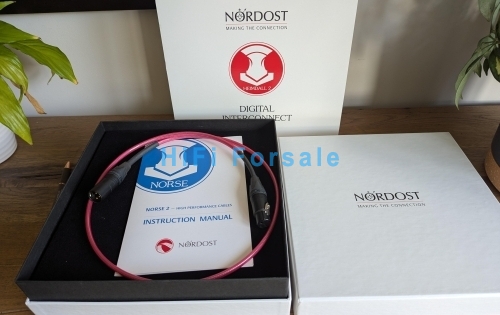 NORDOST
MAKING THE CONNECTION
HEIMDALL 2
DIGITAL
INTERCONNECT
HiFi Forsale
NORSE
NORSE 2 - HIGH PERFORMANCE CABLES
INSTRUCTION MANUAL
NORDOST
NORDOST
MAKING THE CONNECTION